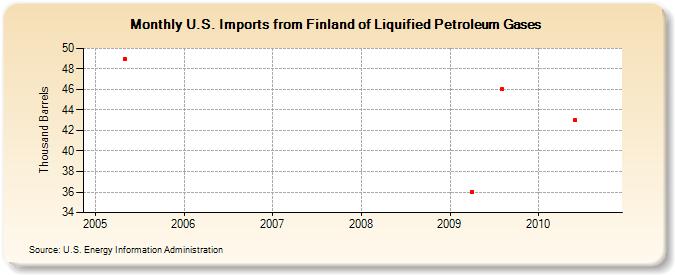 Monthly U.S. Imports from Finland of Liquified Petroleum Gases
Thousand Barrels
50
48
46
44
42
40
38
36
34
2005 2006 2007 2008 2009 2010
Source: U.S. Energy Information Administration